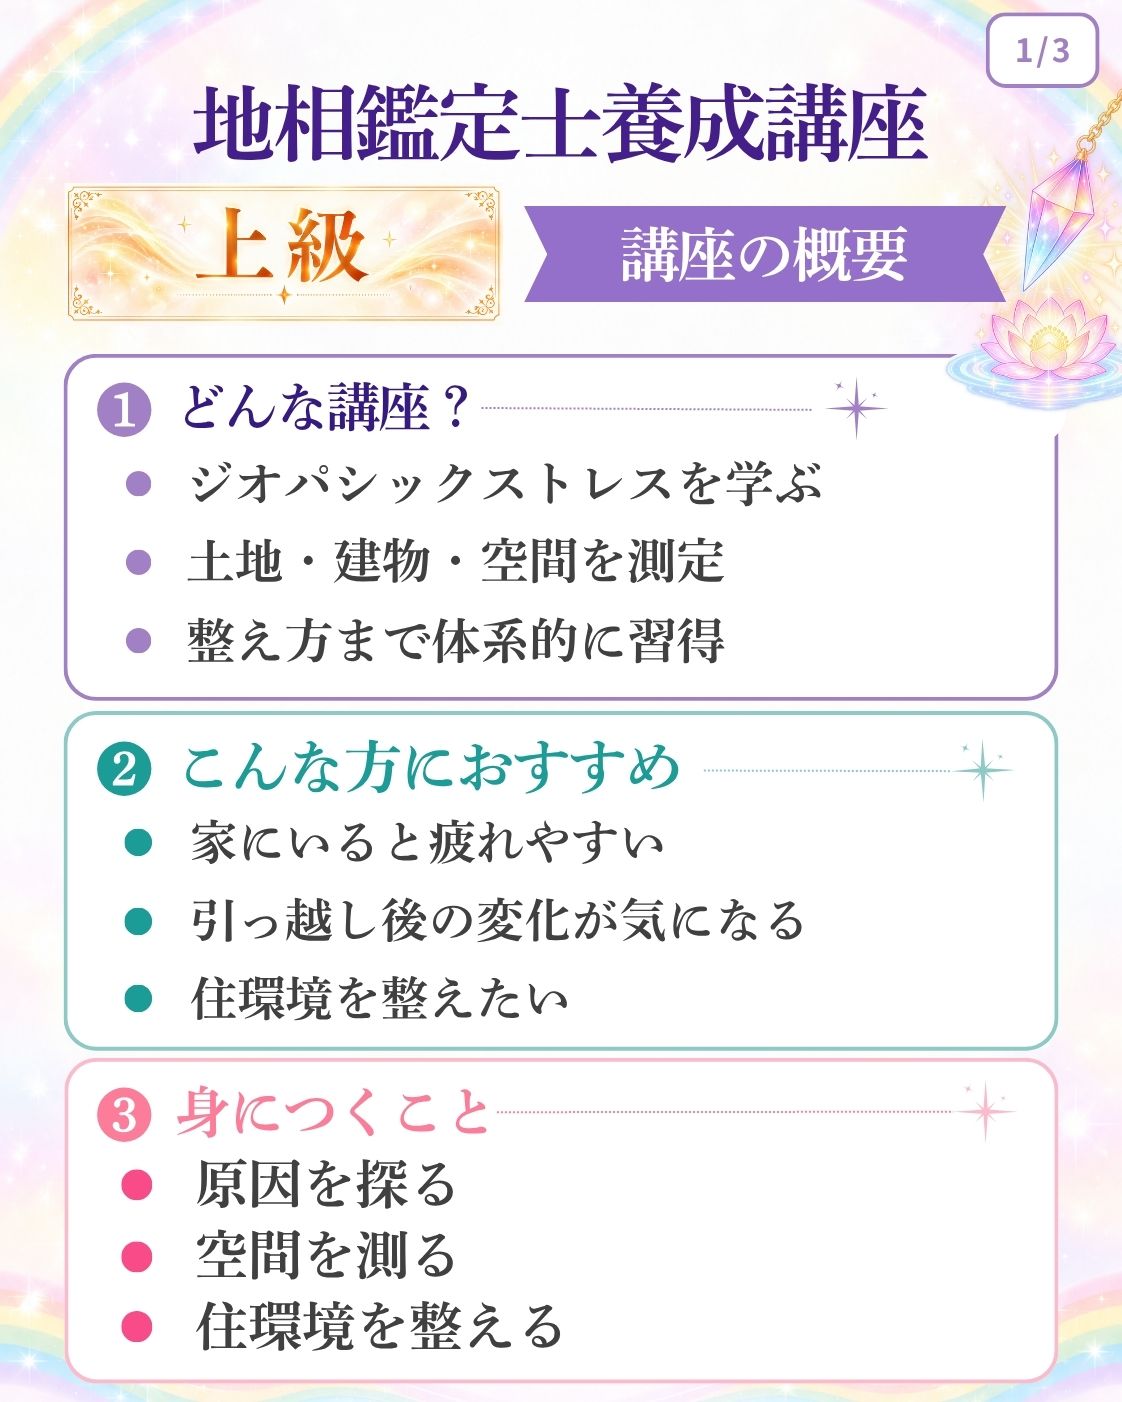 1/3
地相鑑定士養成講座
上級
講座の概要
1 どんな講座？
● ジオパシックストレスを学ぶ
● 土地・建物・空間を測定
● 整え方まで体系的に習得
2 こんな方におすすめ
● 家にいると疲れやすい
● 引っ越し後の変化が気になる
● 住環境を整えたい
3 身につくこと
● 原因を探る
● 空間を測る
● 住環境を整える